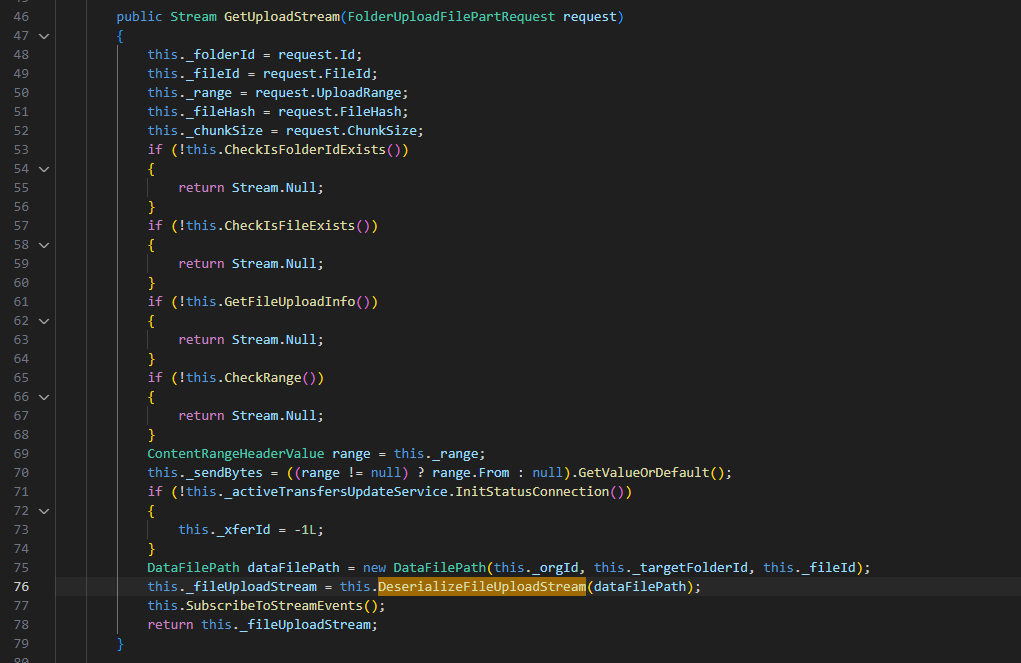 46 public Stream GetUploadStream(FolderUploadFilePartRequest request)
47 {
48 this._folderId = request.Id;
49 this._fileId = request.FileId;
50 this._range = request.UploadRange;
51 this._fileHash = request.FileHash;
52 this._chunkSize = request.ChunkSize;
53 if (!this.CheckIsFolderIdExists())
54 {
55 return Stream.Null;
56 }
57 if (!this.CheckIsFileExists())
58 {
59 return Stream.Null;
60 }
61 if (!this.GetFileUploadInfo())
62 {
63 return Stream.Null;
64 }
65 if (!this.CheckRange())
66 {
67 return Stream.Null;
68 }
69 ContentRangeHeaderValue range = this._range;
70 this._sendBytes = ((range != null) ? range.From : null).GetValueOrDefault();
71 if (!this._activeTransfersUpdateService.InitStatusConnection())
72 {
73 this._xferId = -1L;
74 }
75 DataFilePath dataFilePath = new DataFilePath(this._orgId, this._targetFolderId, this._fileId);
76 this._fileUploadStream = this.DeserializeFileUploadStream(dataFilePath);
77 this.SubscribeToStreamEvents();
78 return this._fileUploadStream;
79 }